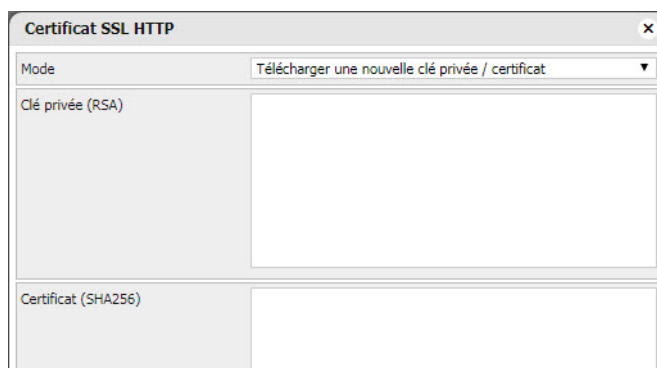 Certificat SSL HTTP
Mode
Télécharger une nouvelle clé privée / certificat
Clé privée (RSA)
Certificat (SHA256)